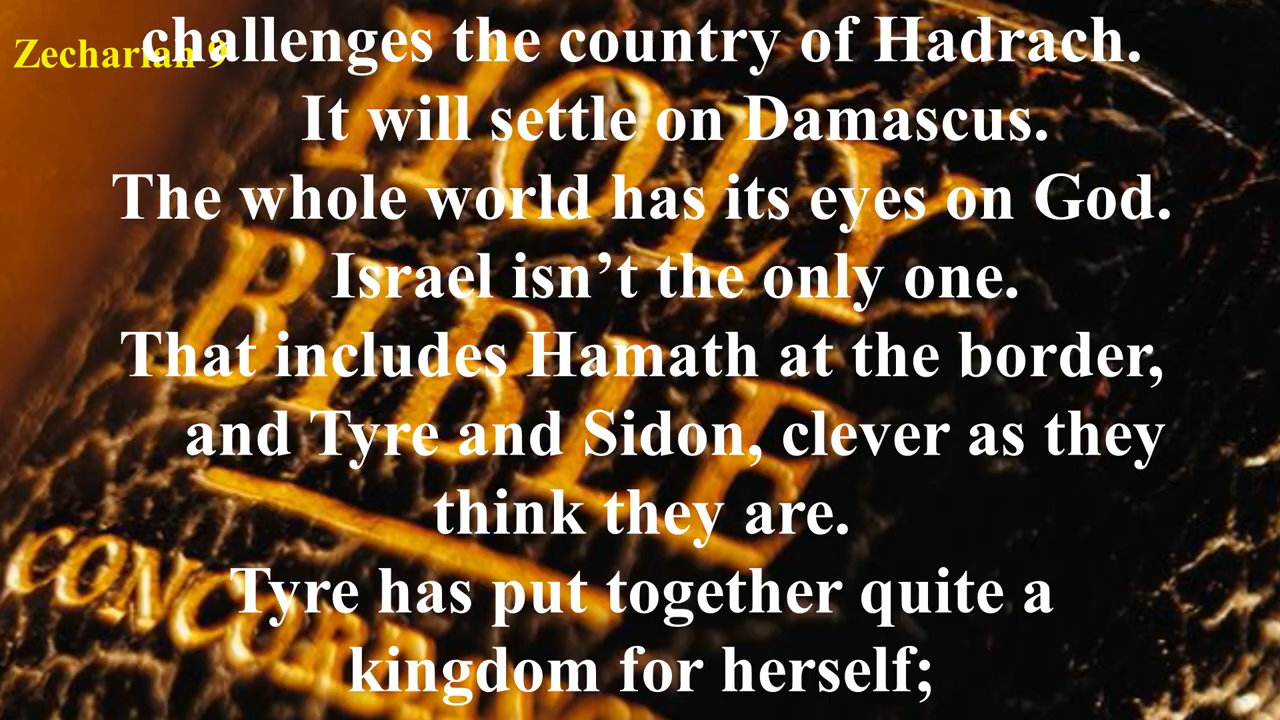 Zechariah 9
challenges the country of Hadrach.
It will settle on Damascus.
The whole world has its eyes on God.
Israel isn’t the only one.
That includes Hamath at the border,
and Tyre and Sidon, clever as they
think they are.
Tyre has put together quite a
kingdom for herself;
HOLY
BIBLE